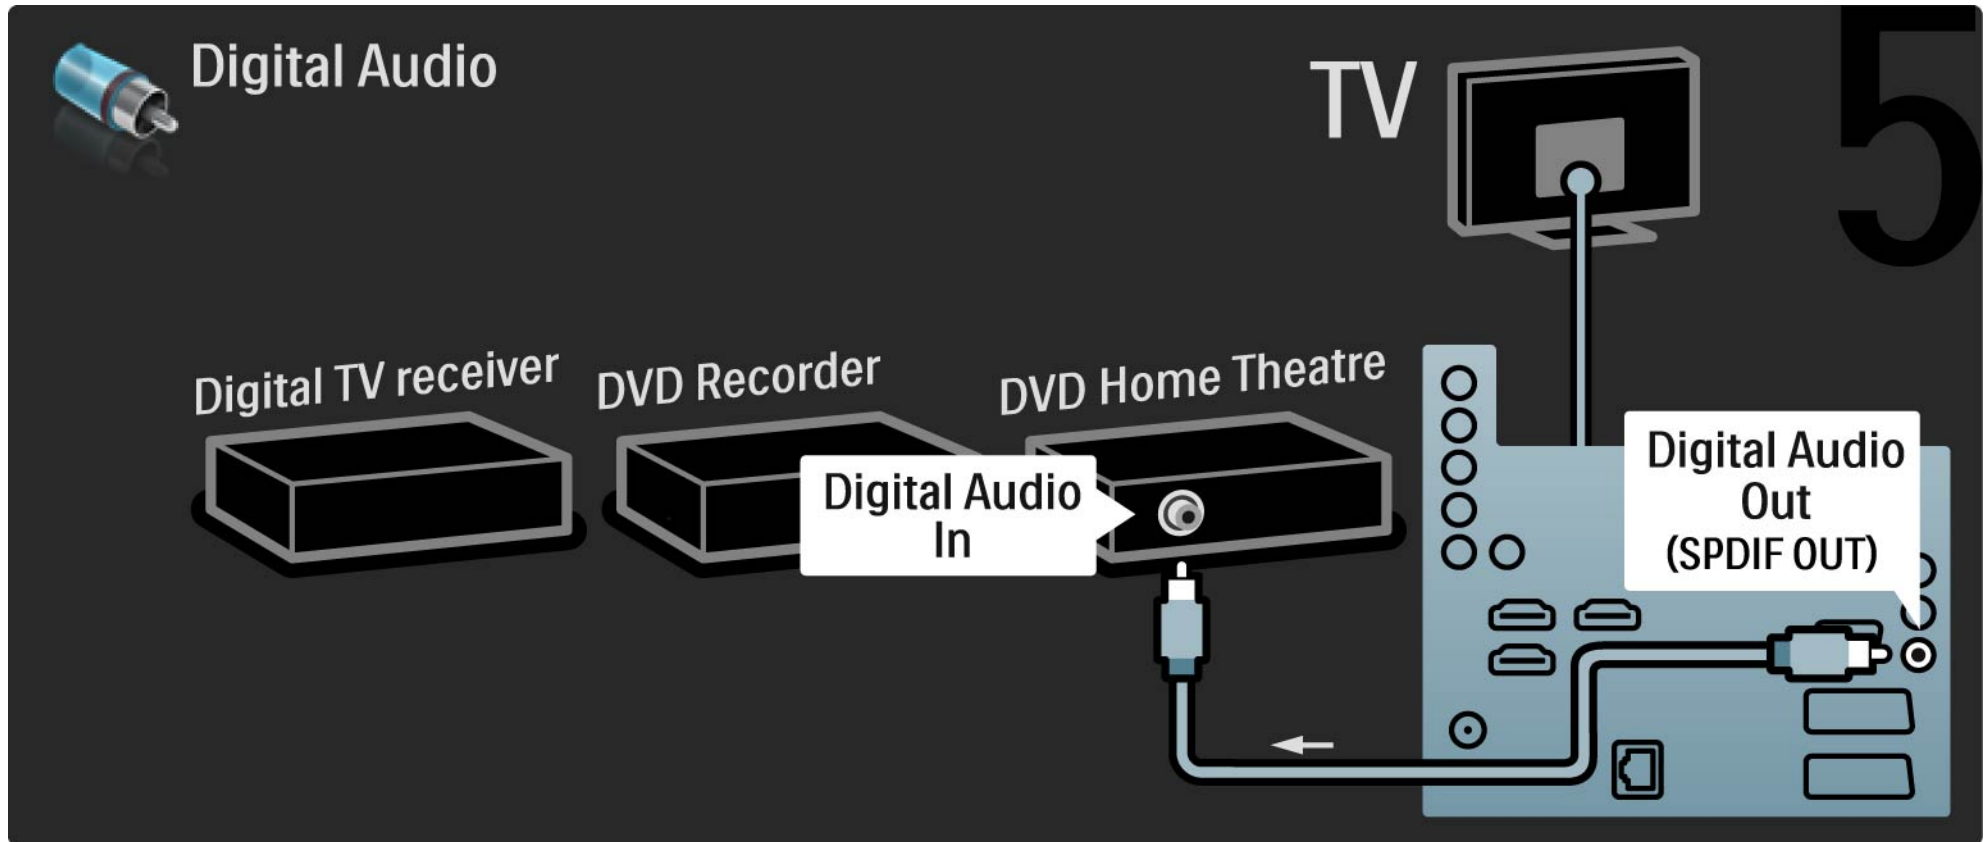 Digital Audio
TV
5
Digital TV receiver
DVD Recorder
DVD Home Theatre
Digital Audio
In
Digital Audio
Out
(SPDIF OUT)